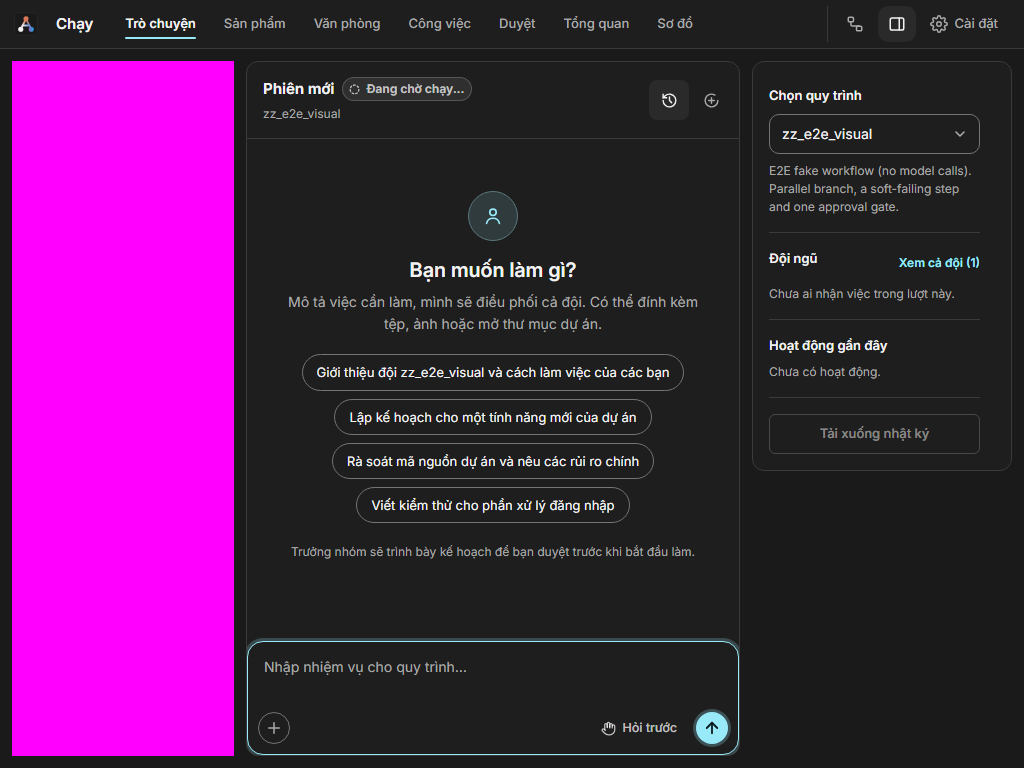 Chạy
Trò chuyện
Sản phẩm
Văn phòng
Công việc
Duyệt
Tổng quan
Sơ đồ
Cài đặt
Phiên mới
Đang chờ chạy...
zz_e2e_visual
Bạn muốn làm gì?
Mô tả việc cần làm, mình sẽ điều phối cả đội. Có thể đính kèm
tệp, ảnh hoặc mở thư mục dự án.
Giới thiệu đội zz_e2e_visual và cách làm việc của các bạn
Lập kế hoạch cho một tính năng mới của dự án
Rà soát mã nguồn dự án và nêu các rủi ro chính
Viết kiểm thử cho phần xử lý đăng nhập
Trưởng nhóm sẽ trình bày kế hoạch để bạn duyệt trước khi bắt đầu làm.
Nhập nhiệm vụ cho quy trình...
Hỏi trước
Chọn quy trình
zz_e2e_visual
E2E fake workflow (no model calls).
Parallel branch, a soft-failing step
and one approval gate.
Đội ngũ
Xem cả đội (1)
Chưa ai nhận việc trong lượt này.
Hoạt động gần đây
Chưa có hoạt động.
Tải xuống nhật ký